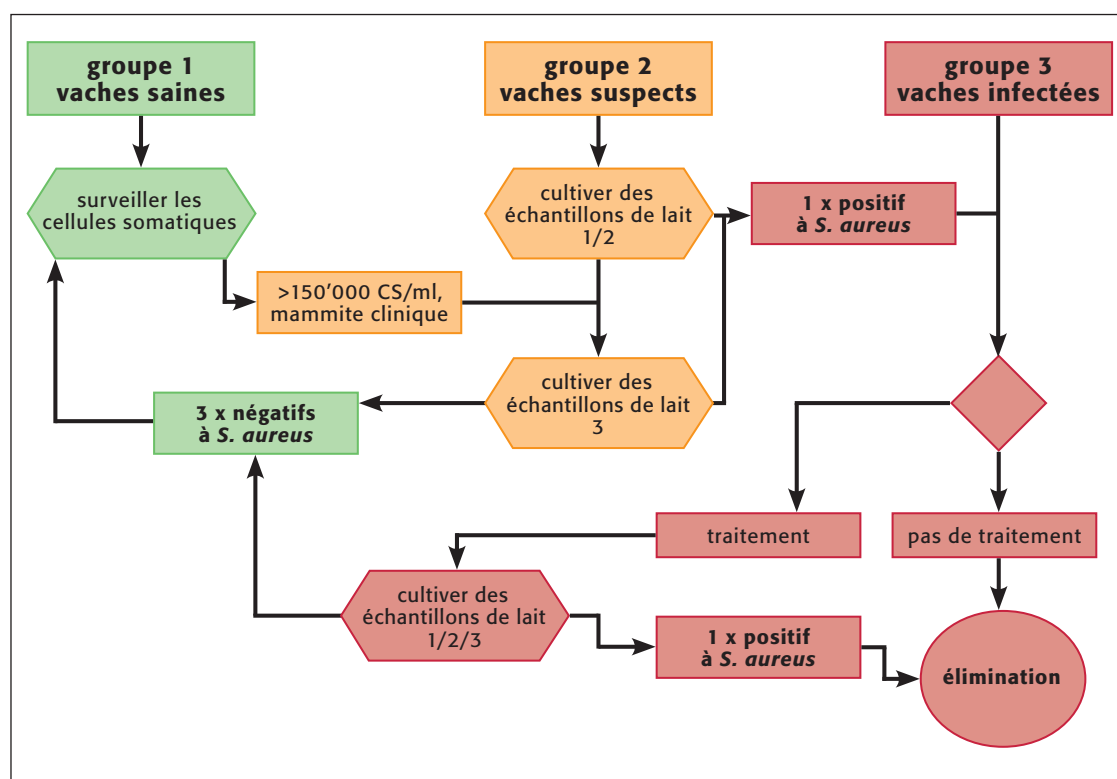 groupe 1
vaches saines
groupe 2
vaches suspects
groupe 3
vaches infectées
surveiller les
cellules somatiques
cultiver des
échantillons de lait
1/2
1 x positif
à S. aureus
>150’000 CS/ml,
mammite clinique
cultiver des
échantillons de lait
3
3 x négatifs
à S. aureus
traitement
pas de traitement
cultiver des
échantillons de lait
1/2/3
1 x positif
à S. aureus
élimination